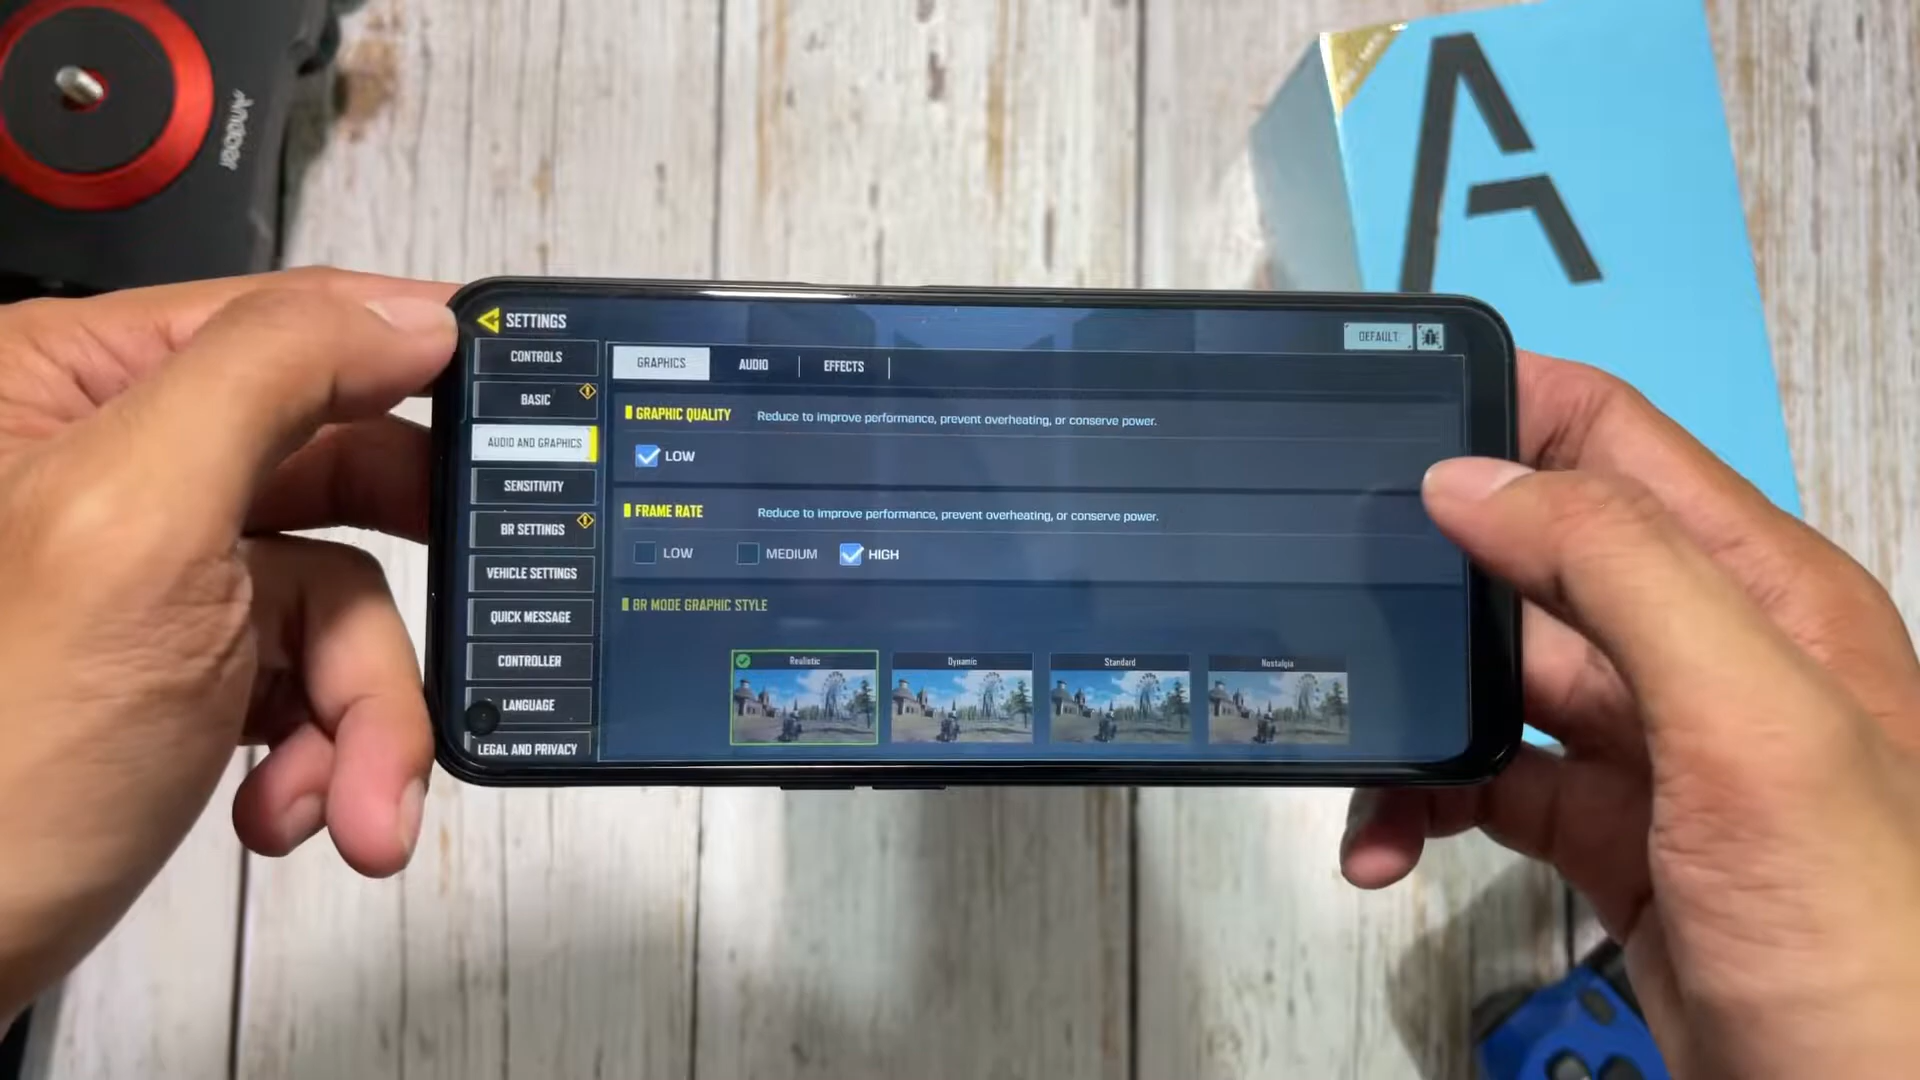 Andoer
A
SETTINGS
DEFAULT
CONTROLS
BASIC
AUDIO AND GRAPHICS
SENSITIVITY
BR SETTINGS
VEHICLE SETTINGS
QUICK MESSAGE
CONTROLLER
LANGUAGE
LEGAL AND PRIVACY
GRAPHICS AUDIO EFFECTS
GRAPHIC QUALITY Reduce to improve performance, prevent overheating, or conserve power.
LOW
FRAME RATE Reduce to improve performance, prevent overheating, or conserve power.
LOW MEDIUM HIGH
BR MODE GRAPHIC STYLE
Realistic Dynamic Standard Nostalgia